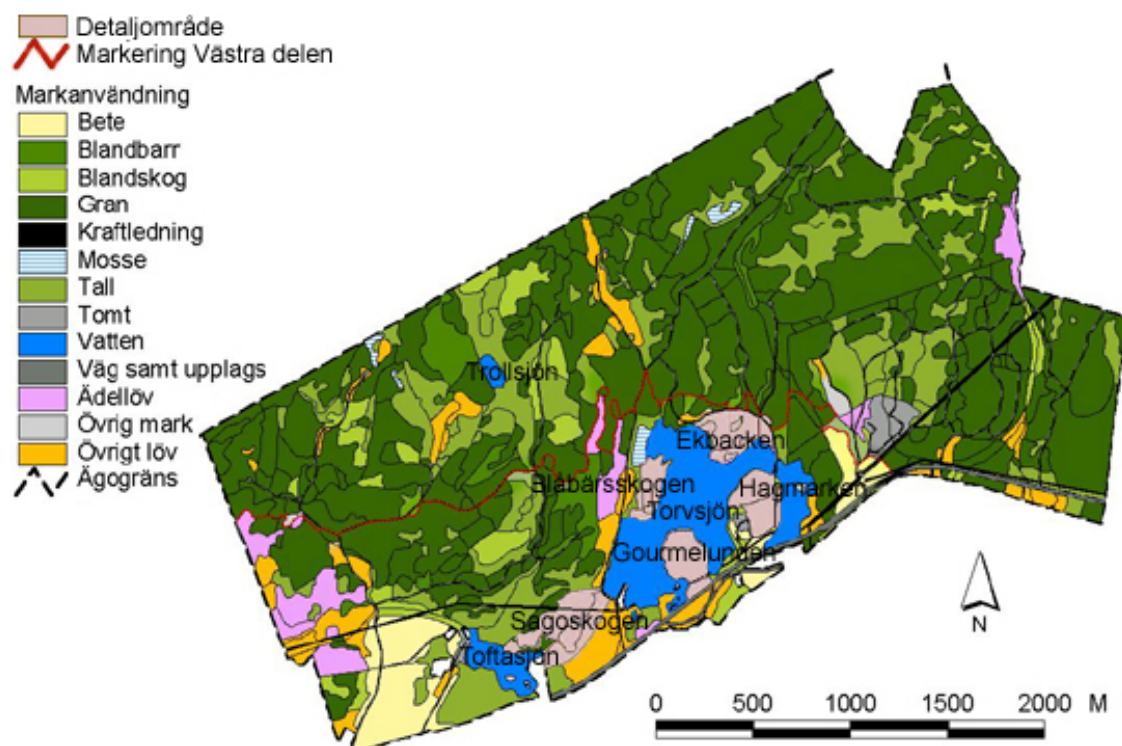 Detaljområde
Markering Västra delen
Markanvändning
Bete
Blandbarr
Blandskog
Gran
Kraftledning
Mosse
Tall
Tomt
Vatten
Väg samt upplags
Ädellöv
Övrig mark
Övrigt löv
Ägogräns
Trollsjön
Ekbacken
Blåbärsskogen
Hagmarken
Torvsjön
Gourmelunden
Sagoskogen
Toftasjön
N
0 500 1000 1500 2000 M